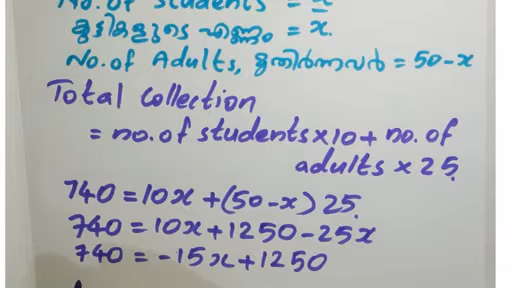 No. of students = x
കുട്ടികളുടെ എണ്ണം = x.
No. of Adults, മുതിർന്നവർ = 50-x
Total Collection
= no. of students × 10 + no. of
adults × 25.
740 = 10x + (50-x) 25.
740 = 10x + 1250 - 25x
740 = -15x + 1250